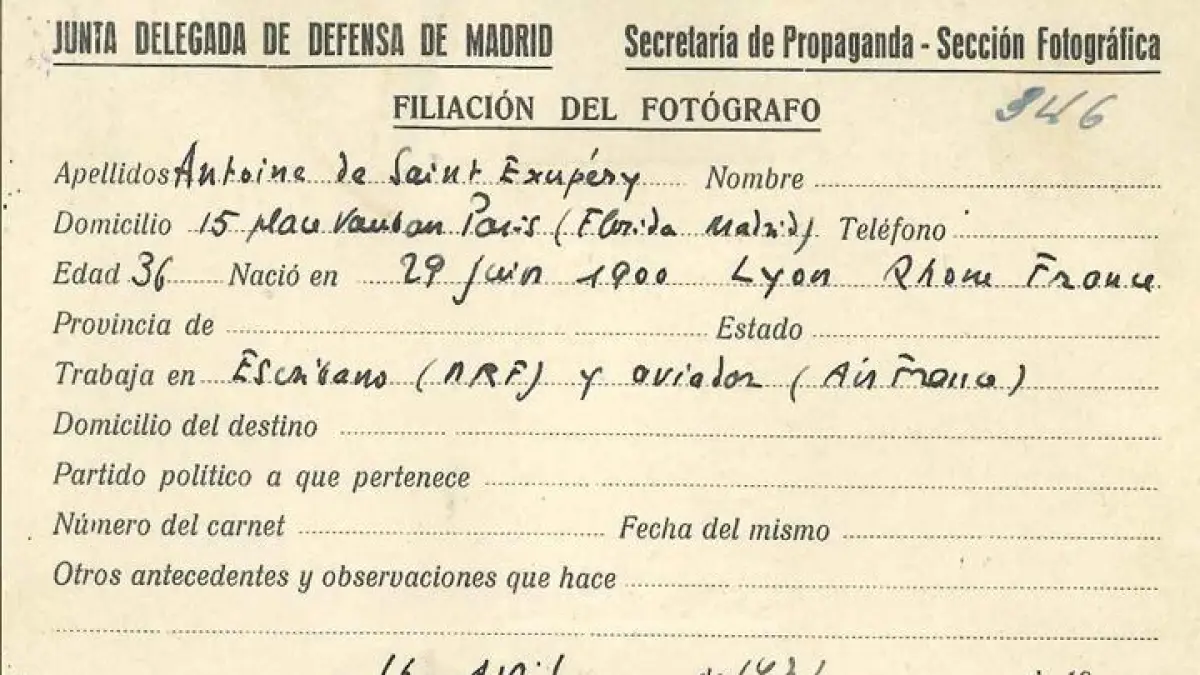 JUNTA DELEGADA DE DEFENSA DE MADRID Secretaría de Propaganda - Sección Fotográfica
FILIACIÓN DEL FOTÓGRAFO 346
Apellidos Antoine de Saint Exupéry Nombre
Domicilio 15 place Vauban Paris (Florida Madrid) Teléfono
Edad 36 Nació en 29 Juin 1900 Lyon Rhone France
Provincia de Estado
Trabaja en Escribano (NRF) y aviador (Air France)
Domicilio del destino
Partido político a que pertenece
Número del carnet Fecha del mismo
Otros antecedentes y observaciones que hace